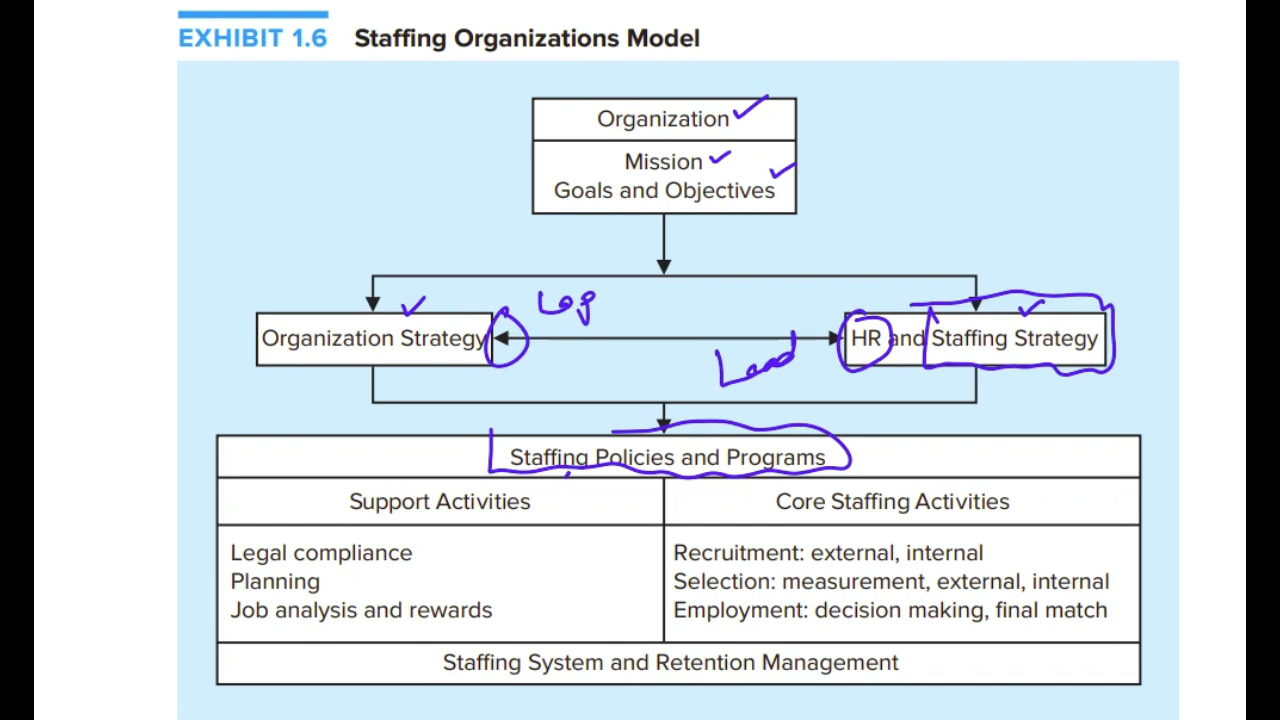 EXHIBIT 1.6 Staffing Organizations Model
Organization
Mission
Goals and Objectives
Lag
Organization Strategy
HR and Staffing Strategy
Lead
Staffing Policies and Programs
Support Activities
Core Staffing Activities
Legal compliance
Planning
Job analysis and rewards
Recruitment: external, internal
Selection: measurement, external, internal
Employment: decision making, final match
Staffing System and Retention Management